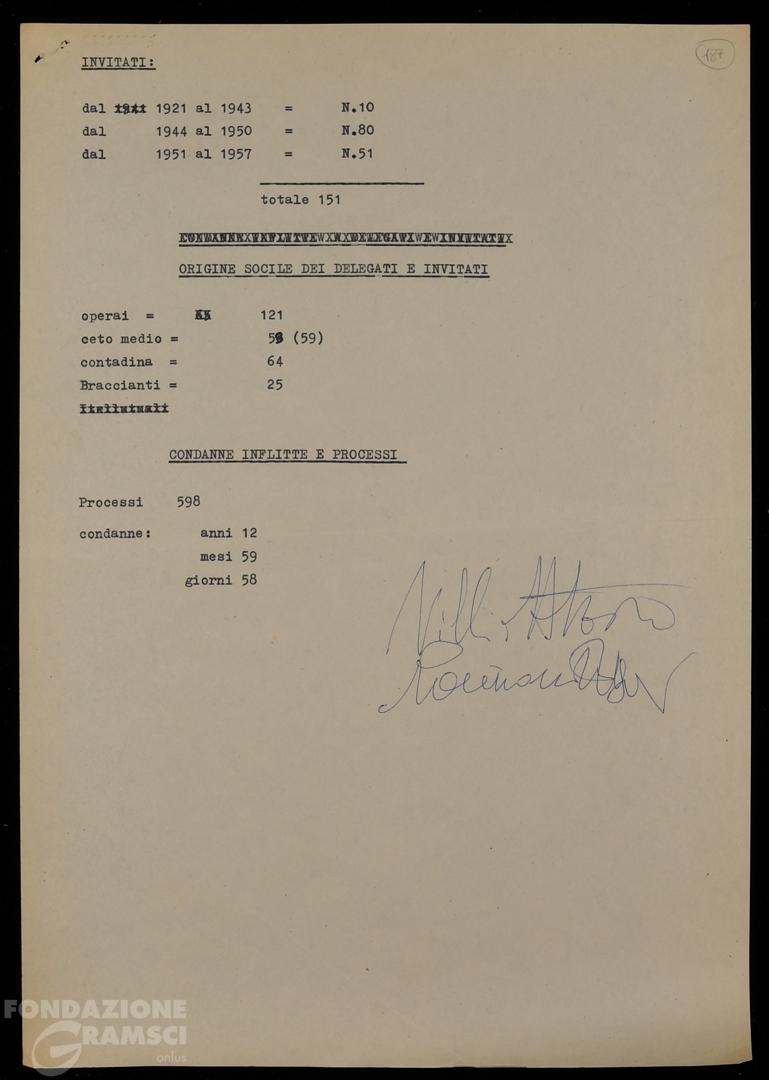 187
INVITATI:
dal 1921 al 1943 = N.10
dal 1944 al 1950 = N.80
dal 1951 al 1957 = N.51
totale 151
ORIGINE SOCILE DEI DELEGATI E INVITATI
operai = 121
ceto medio = 59 (59)
contadina = 64
Braccianti = 25
CONDANNE INFLITTE E PROCESSI
Processi 598
condanne: anni 12
mesi 59
giorni 58
FONDAZIONE
GRAMSCI
onlus